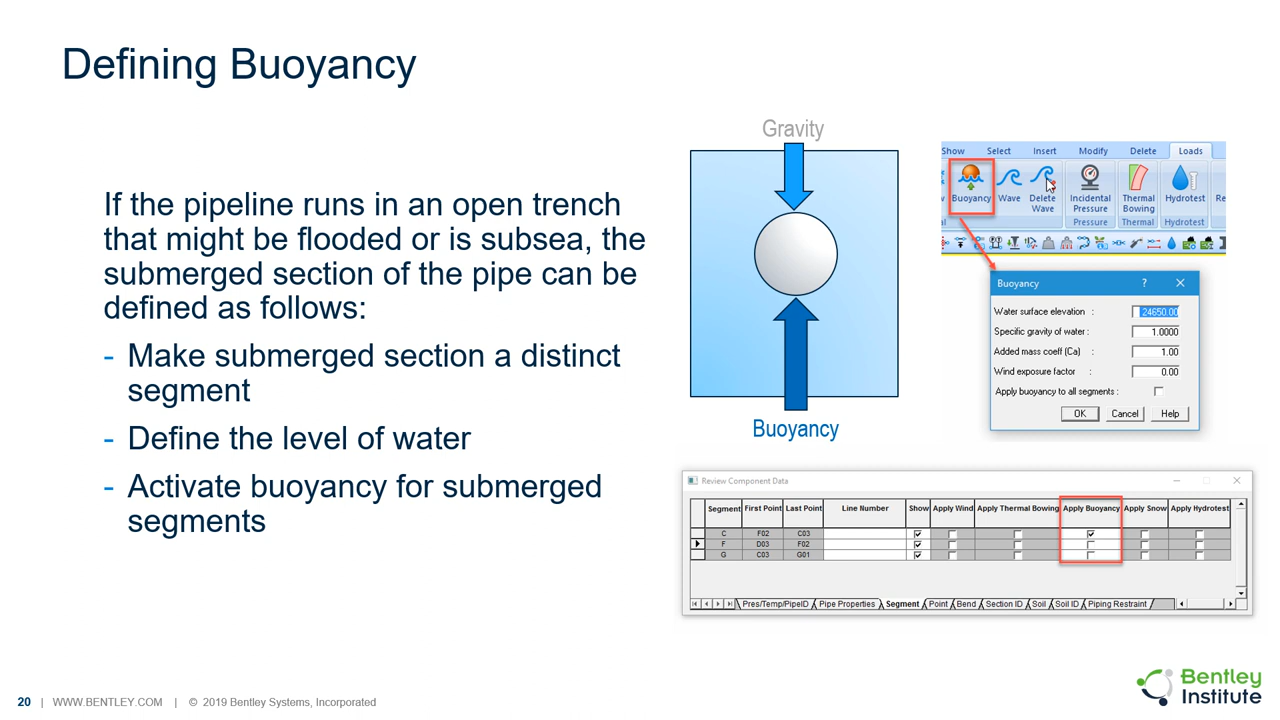 Defining Buoyancy
If the pipeline runs in an open trench
that might be flooded or is subsea, the
submerged section of the pipe can be
defined as follows:
- Make submerged section a distinct
segment
- Define the level of water
- Activate buoyancy for submerged
segments
Gravity
Buoyancy
Show Select Insert Modify Delete Loads
Buoyancy Wave Delete Wave Incidental Pressure Thermal Bowing Hydrotest Re
al Pressure Thermal Hydrotest
Buoyancy ? ×
Water surface elevation : 24650.00
Specific gravity of water : 1.0000
Added mass coeff (Ca) : 1.00
Wind exposure factor : 0.00
Apply buoyancy to all segments :
OK Cancel Help
Review Component Data
Segment First Point Last Point Line Number Show Apply Wind Apply Thermal Bowing Apply Buoyancy Apply Snow Apply Hydrotest
C F02 C03
F D03 F02
G C03 G01
Pres/Temp/PipeID Pipe Properties Segment Point Bend Section ID Soil Soil ID Piping Restraint
20 | WWW.BENTLEY.COM | © 2019 Bentley Systems, Incorporated
Bentley
Institute